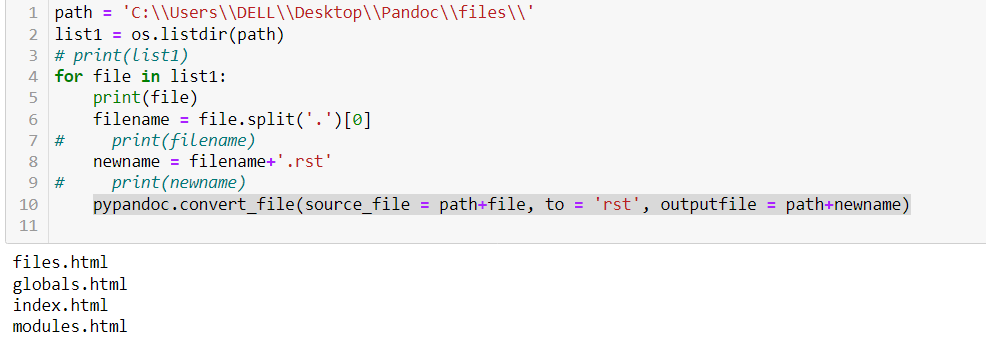 1 path = 'C:\\Users\\DELL\\Desktop\\Pandoc\\files\\'
2 list1 = os.listdir(path)
3 # print(list1)
4 for file in list1:
5     print(file)
6     filename = file.split('.')[0]
7 #     print(filename)
8     newname = filename+'.rst'
9 #     print(newname)
10     pypandoc.convert_file(source_file = path+file, to = 'rst', outputfile = path+newname)
11
files.html
globals.html
index.html
modules.html